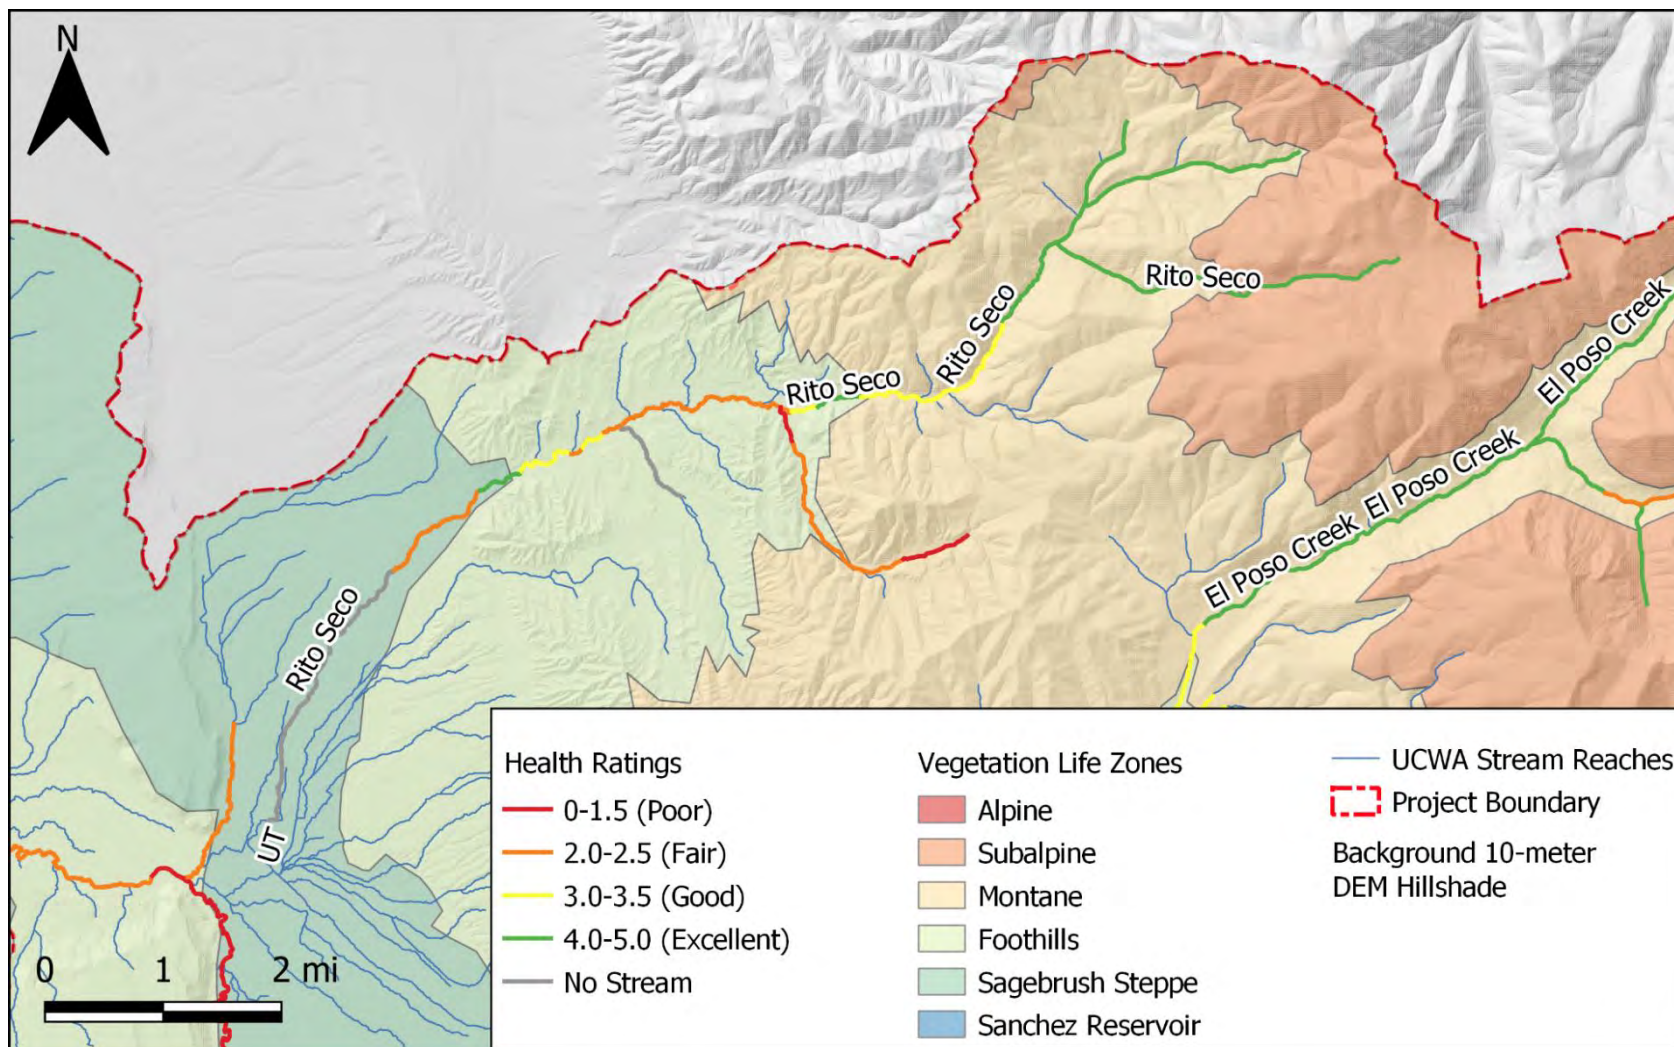 N
Rito Seco
Rito Seco
Rito Seco
El Poso Creek
El Poso Creek
El Poso Creek
Rito Seco
UT
0 1 2 mi
Health Ratings
0-1.5 (Poor)
2.0-2.5 (Fair)
3.0-3.5 (Good)
4.0-5.0 (Excellent)
No Stream
Vegetation Life Zones
Alpine
Subalpine
Montane
Foothills
Sagebrush Steppe
Sanchez Reservoir
UCWA Stream Reaches
Project Boundary
Background 10-meter
DEM Hillshade